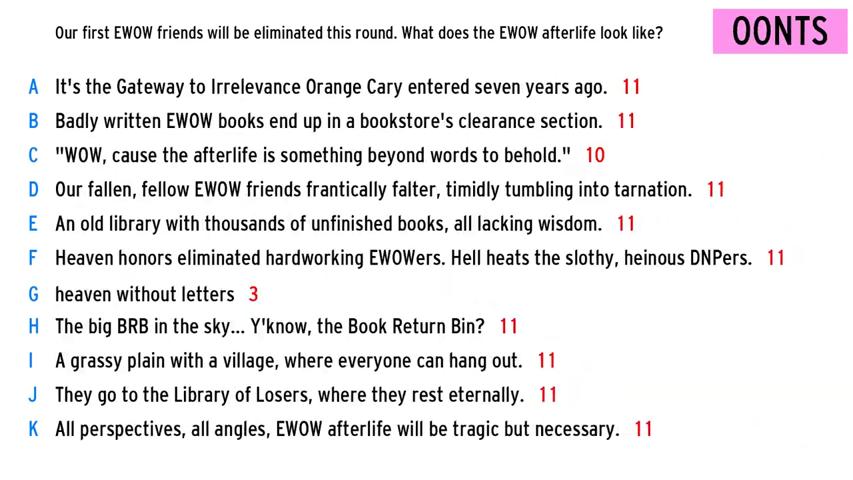 Our first EWOW friends will be eliminated this round. What does the EWOW afterlife look like?
OONTS
A It's the Gateway to Irrelevance Orange Cary entered seven years ago. 11
B Badly written EWOW books end up in a bookstore's clearance section. 11
C "WOW, cause the afterlife is something beyond words to behold." 10
D Our fallen, fellow EWOW friends frantically falter, timidly tumbling into tarnation. 11
E An old library with thousands of unfinished books, all lacking wisdom. 11
F Heaven honors eliminated hardworking EWOWers. Hell heats the slothy, heinous DNPers. 11
G heaven without letters 3
H The big BRB in the sky... Y'know, the Book Return Bin? 11
I A grassy plain with a village, where everyone can hang out. 11
J They go to the Library of Losers, where they rest eternally. 11
K All perspectives, all angles, EWOW afterlife will be tragic but necessary. 11